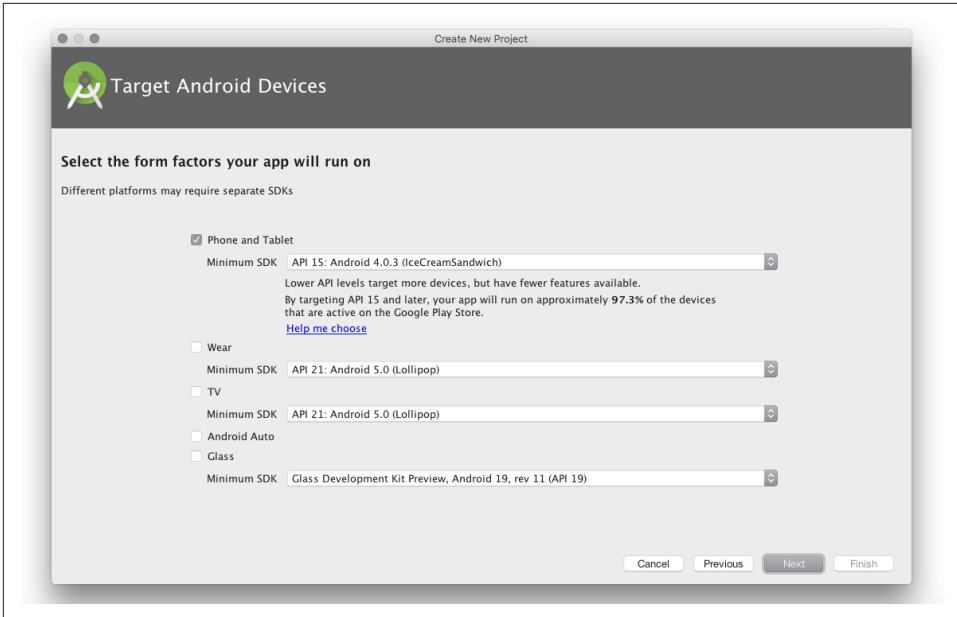 Create New Project
Target Android Devices
Select the form factors your app will run on
Different platforms may require separate SDKs
Phone and Tablet
Minimum SDK API 15: Android 4.0.3 (IceCreamSandwich)
Lower API levels target more devices, but have fewer features available.
By targeting API 15 and later, your app will run on approximately 97.3% of the devices
that are active on the Google Play Store.
Help me choose
Wear
Minimum SDK API 21: Android 5.0 (Lollipop)
TV
Minimum SDK API 21: Android 5.0 (Lollipop)
Android Auto
Glass
Minimum SDK Glass Development Kit Preview, Android 19, rev 11 (API 19)
Cancel Previous Next Finish